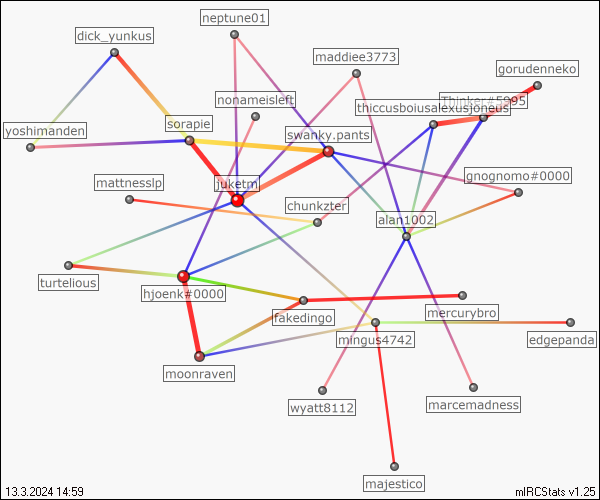 neptune01
dick_yunkus
maddiee3773
gorudenneko
nonameisleft
Thinker#5995
thiccusboiusalexusjoneus
yoshimanden
sorapie
swanky.pants
mattnesslp
juketm
gnognomo#0000
chunkzter
alan1002
turtelious
hjoenk#0000
fakedingo
mercurybro
mingus4742
edgepanda
moonraven
wyatt8112
marcemadness
majestico
13.3.2024 14:59
mIRCStats v1.25